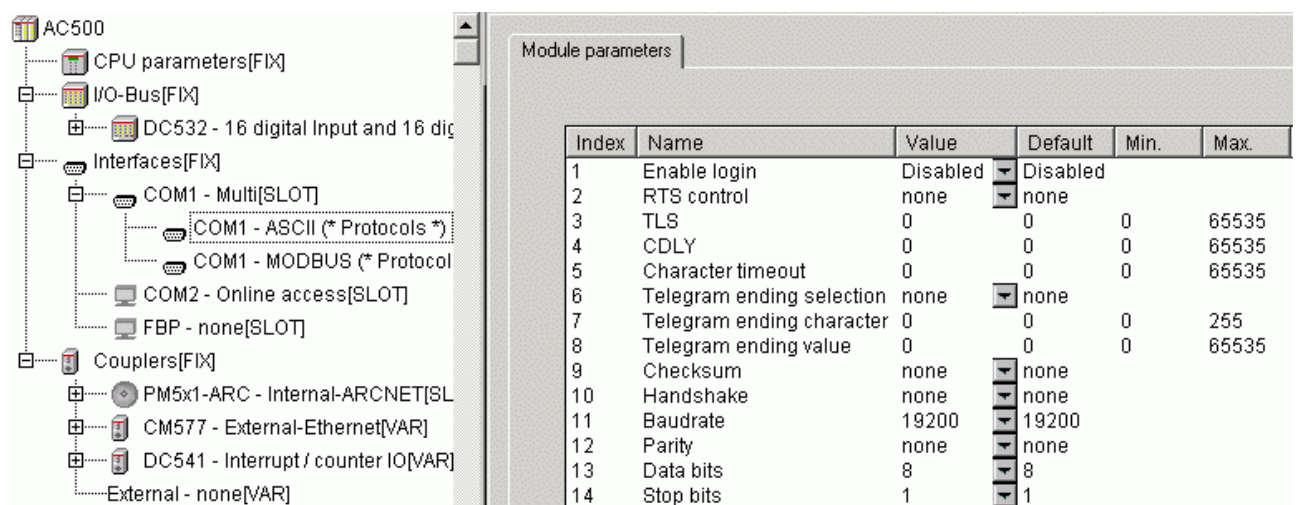 AC500
CPU parameters[FIX]
I/O-Bus[FIX]
DC532 - 16 digital Input and 16 dig
Interfaces[FIX]
COM1 - Multi[SLOT]
COM1 - ASCII (* Protocols *)
COM1 - MODBUS (* Protocol
COM2 - Online access[SLOT]
FBP - none[SLOT]
Couplers[FIX]
PM5x1-ARC - Internal-ARCNET[SL
CM577 - External-Ethernet[VAR]
DC541 - Interrupt / counter IO[VAR]
External - none[VAR]
Module parameters
Index Name Value Default Min. Max.
1 Enable login Disabled Disabled
2 RTS control none none
3 TLS 0 0 0 65535
4 CDLY 0 0 0 65535
5 Character timeout 0 0 0 65535
6 Telegram ending selection none none
7 Telegram ending character 0 0 0 255
8 Telegram ending value 0 0 0 65535
9 Checksum none none
10 Handshake none none
11 Baudrate 19200 19200
12 Parity none none
13 Data bits 8 8
14 Stop bits 1 1